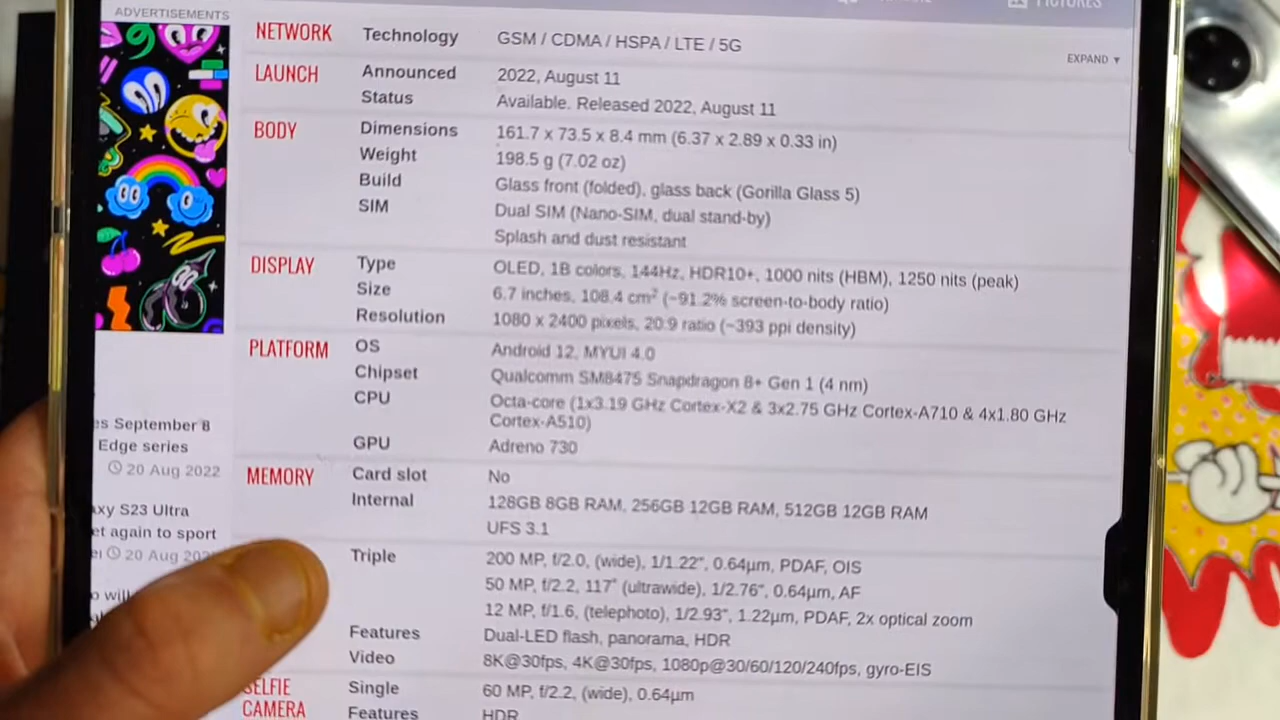 PICTURES
ADVERTISEMENTS
NETWORK Technology GSM / CDMA / HSPA / LTE / 5G
EXPAND ▼
LAUNCH Announced 2022, August 11
Status Available. Released 2022, August 11
BODY Dimensions 161.7 x 73.5 x 8.4 mm (6.37 x 2.89 x 0.33 in)
Weight 198.5 g (7.02 oz)
Build Glass front (folded), glass back (Gorilla Glass 5)
SIM Dual SIM (Nano-SIM, dual stand-by)
Splash and dust resistant
DISPLAY Type OLED, 1B colors, 144Hz, HDR10+, 1000 nits (HBM), 1250 nits (peak)
Size 6.7 inches, 108.4 cm² (~91.2% screen-to-body ratio)
Resolution 1080 x 2400 pixels, 20:9 ratio (~393 ppi density)
PLATFORM OS Android 12, MYUI 4.0
Chipset Qualcomm SM8475 Snapdragon 8+ Gen 1 (4 nm)
CPU Octa-core (1x3.19 GHz Cortex-X2 & 3x2.75 GHz Cortex-A710 & 4x1.80 GHz
Cortex-A510)
GPU Adreno 730
MEMORY Card slot No
Internal 128GB 8GB RAM, 256GB 12GB RAM, 512GB 12GB RAM
UFS 3.1
Triple 200 MP, f/2.0, (wide), 1/1.22", 0.64µm, PDAF, OIS
50 MP, f/2.2, 117° (ultrawide), 1/2.76", 0.64µm, AF
12 MP, f/1.6, (telephoto), 1/2.93", 1.22µm, PDAF, 2x optical zoom
Features Dual-LED flash, panorama, HDR
Video 8K@30fps, 4K@30fps, 1080p@30/60/120/240fps, gyro-EIS
SELFIE Single 60 MP, f/2.2, (wide), 0.64µm
CAMERA Features HDR
es September 8
Edge series
20 Aug 2022
xy S23 Ultra
et again to sport
20 Aug 202